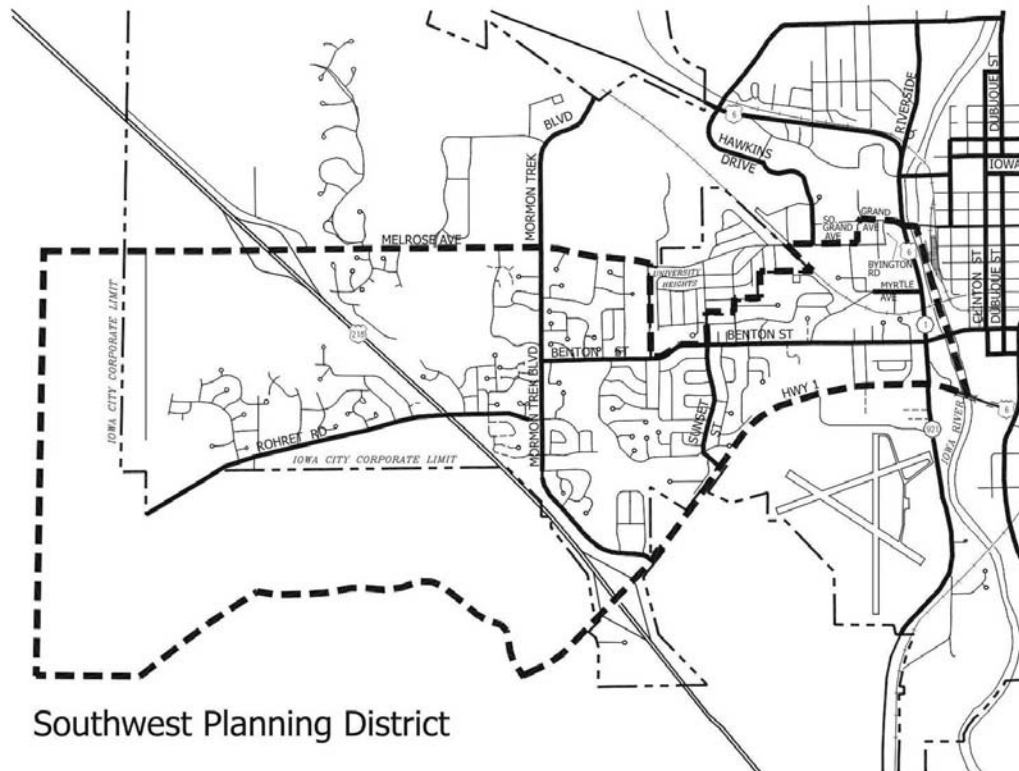 DUBUQUE ST
RIVERSIDE
BLVD
6
HAWKINS
DRIVE
IOWA
MORMON TREK
MELROSE AVE
SO.
GRAND
AVE
GRAND
AVE
6
BYINGTON
RD
UNIVERSITY
HEIGHTS
MYRTLE
AVE
CLINTON ST
DUBUQUE ST
IOWA CITY CORPORATE LIMIT
218
1
BENTON ST
BENTON ST
MORMON TREK BLVD
HWY 1
SUNSET
ST
6
921
IOWA RIVER
ROHRET RD
IOWA CITY CORPORATE LIMIT
Southwest Planning District